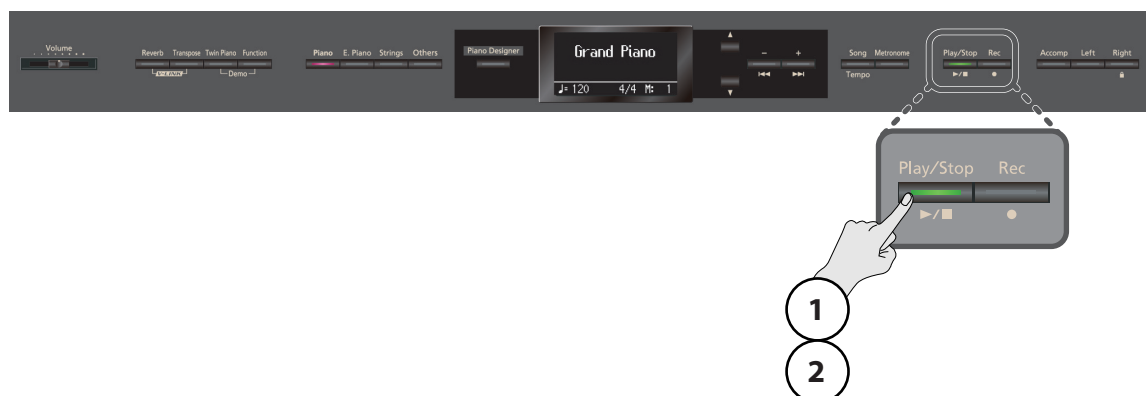 Volume
Reverb Transpose Twin Piano Function
Demo
Piano E. Piano Strings Others
Piano Designer
Grand Piano
♩= 120 4/4 M: 1
− +
Song Metronome
Tempo
Play/Stop Rec
Accomp Left Right
Play/Stop Rec
1
2